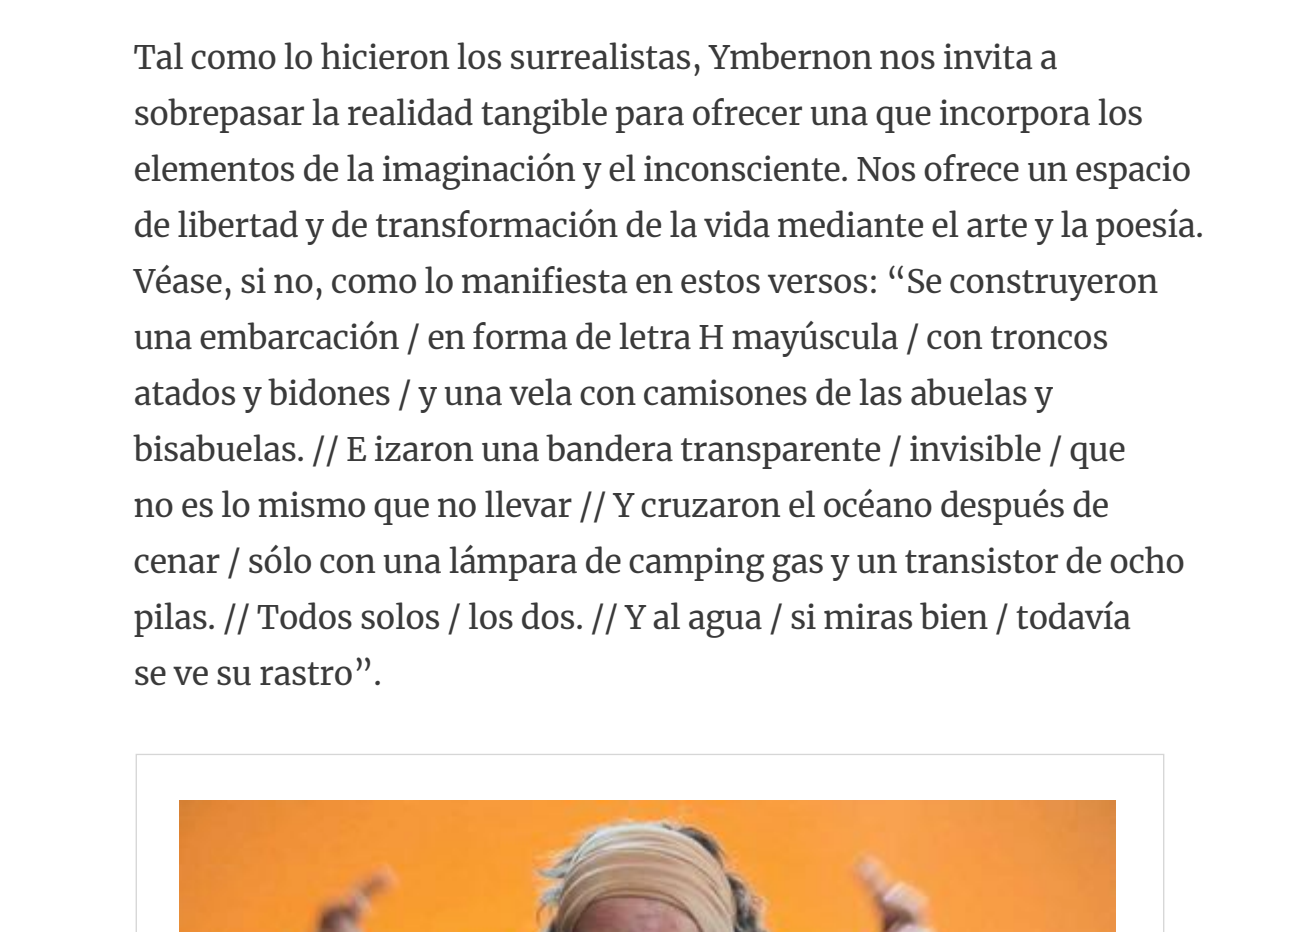 Tal como lo hicieron los surrealistas, Ymbernon nos invita a
sobrepasar la realidad tangible para ofrecer una que incorpora los
elementos de la imaginación y el inconsciente. Nos ofrece un espacio
de libertad y de transformación de la vida mediante el arte y la poesía.
Véase, si no, como lo manifiesta en estos versos: “Se construyeron
una embarcación / en forma de letra H mayúscula / con troncos
atados y bidones / y una vela con camisones de las abuelas y
bisabuelas. // E izaron una bandera transparente / invisible / que
no es lo mismo que no llevar // Y cruzaron el océano después de
cenar / sólo con una lámpara de camping gas y un transistor de ocho
pilas. // Todos solos / los dos. // Y al agua / si miras bien / todavía
se ve su rastro”.